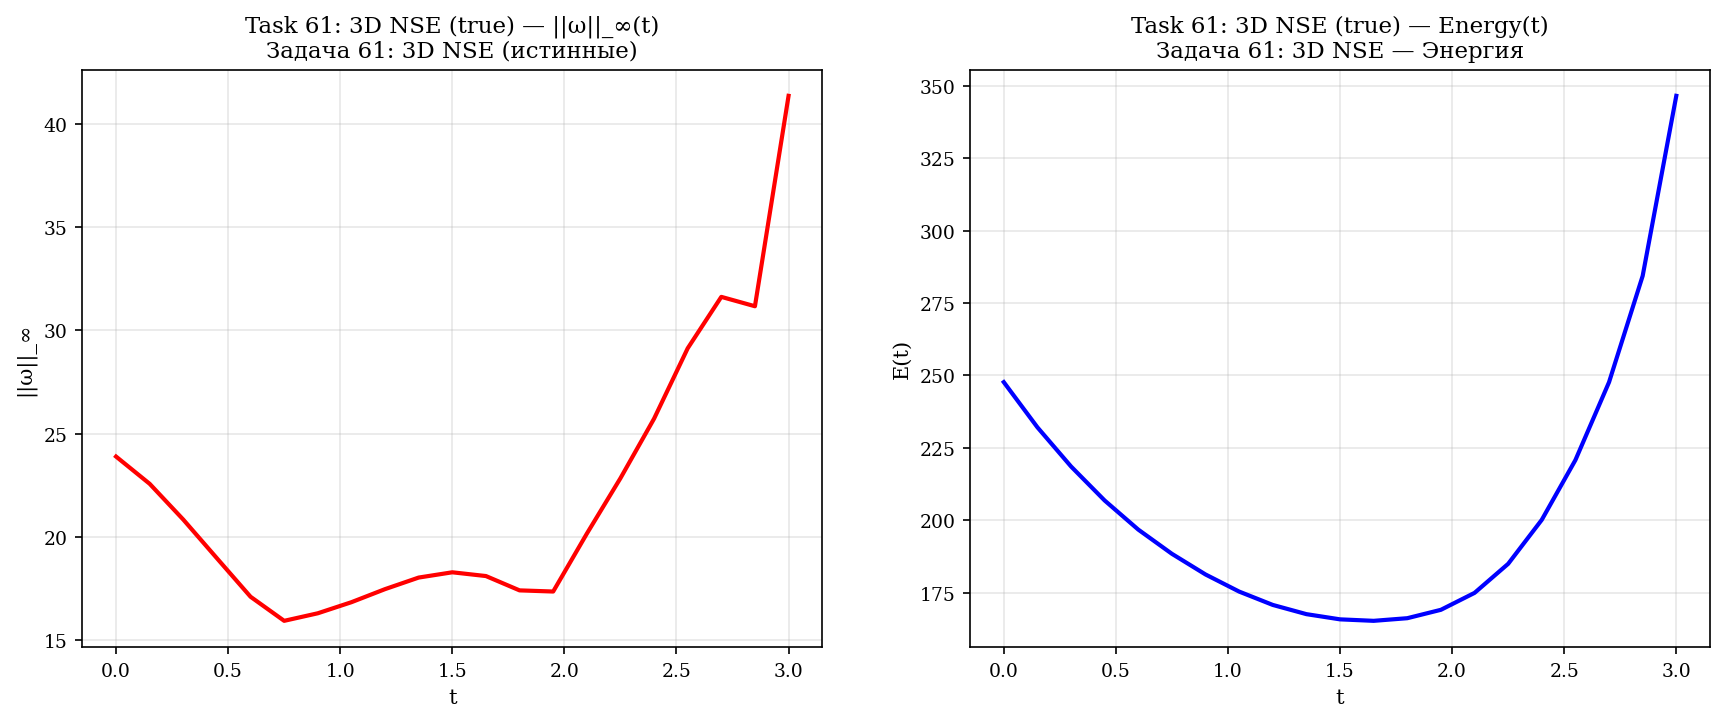 Task 61: 3D NSE (true) — ||ω||_∞(t)
Задача 61: 3D NSE (истинные)
||ω||_∞
40
35
30
25
20
15
0.0 0.5 1.0 1.5 2.0 2.5 3.0
t
Task 61: 3D NSE (true) — Energy(t)
Задача 61: 3D NSE — Энергия
E(t)
350
325
300
275
250
225
200
175
0.0 0.5 1.0 1.5 2.0 2.5 3.0
t